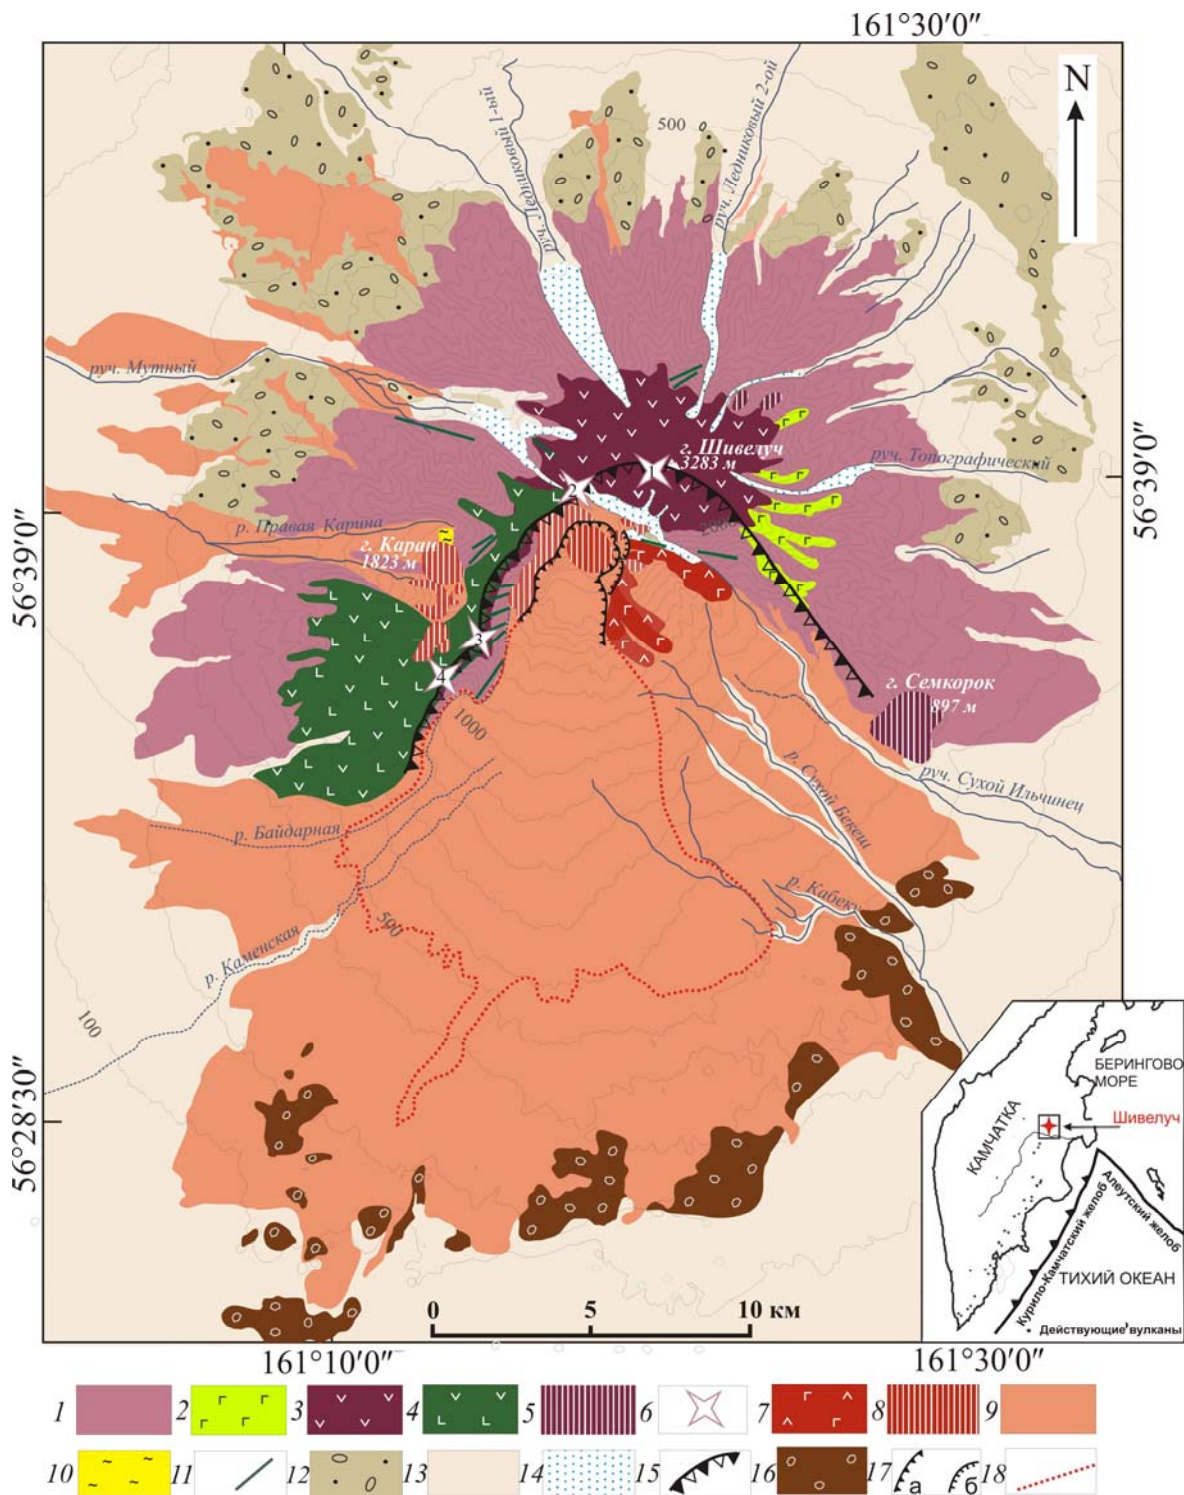 161°30′0″
N
500
руч. Ледниковый 1-ый
руч. Ледниковый 2-ой
руч. Мутный
г. Шивелуч
3283 м
1
2
руч. Топографический
56°39′0″
56°39′0″
р. Правая Карина
г. Каран
1823 м
2000
3
4
г. Семкорок
897 м
1000
р. Сухой Бекеш
руч. Сухой Ильчинец
р. Байдарная
р. Кабеку
500
р. Каменская
100
56°28′30″
БЕРИНГОВО
МОРЕ
КАМЧАТКА
Шивелуч
Алеутский желоб
Курило-Камчатский желоб
ТИХИЙ ОКЕАН
Действующие вулканы
0 5 10 км
161°10′0″
161°30′0″
1 2 3 4 5 6 7 8 9
10 11 12 13 14 15 16 17 а б 18